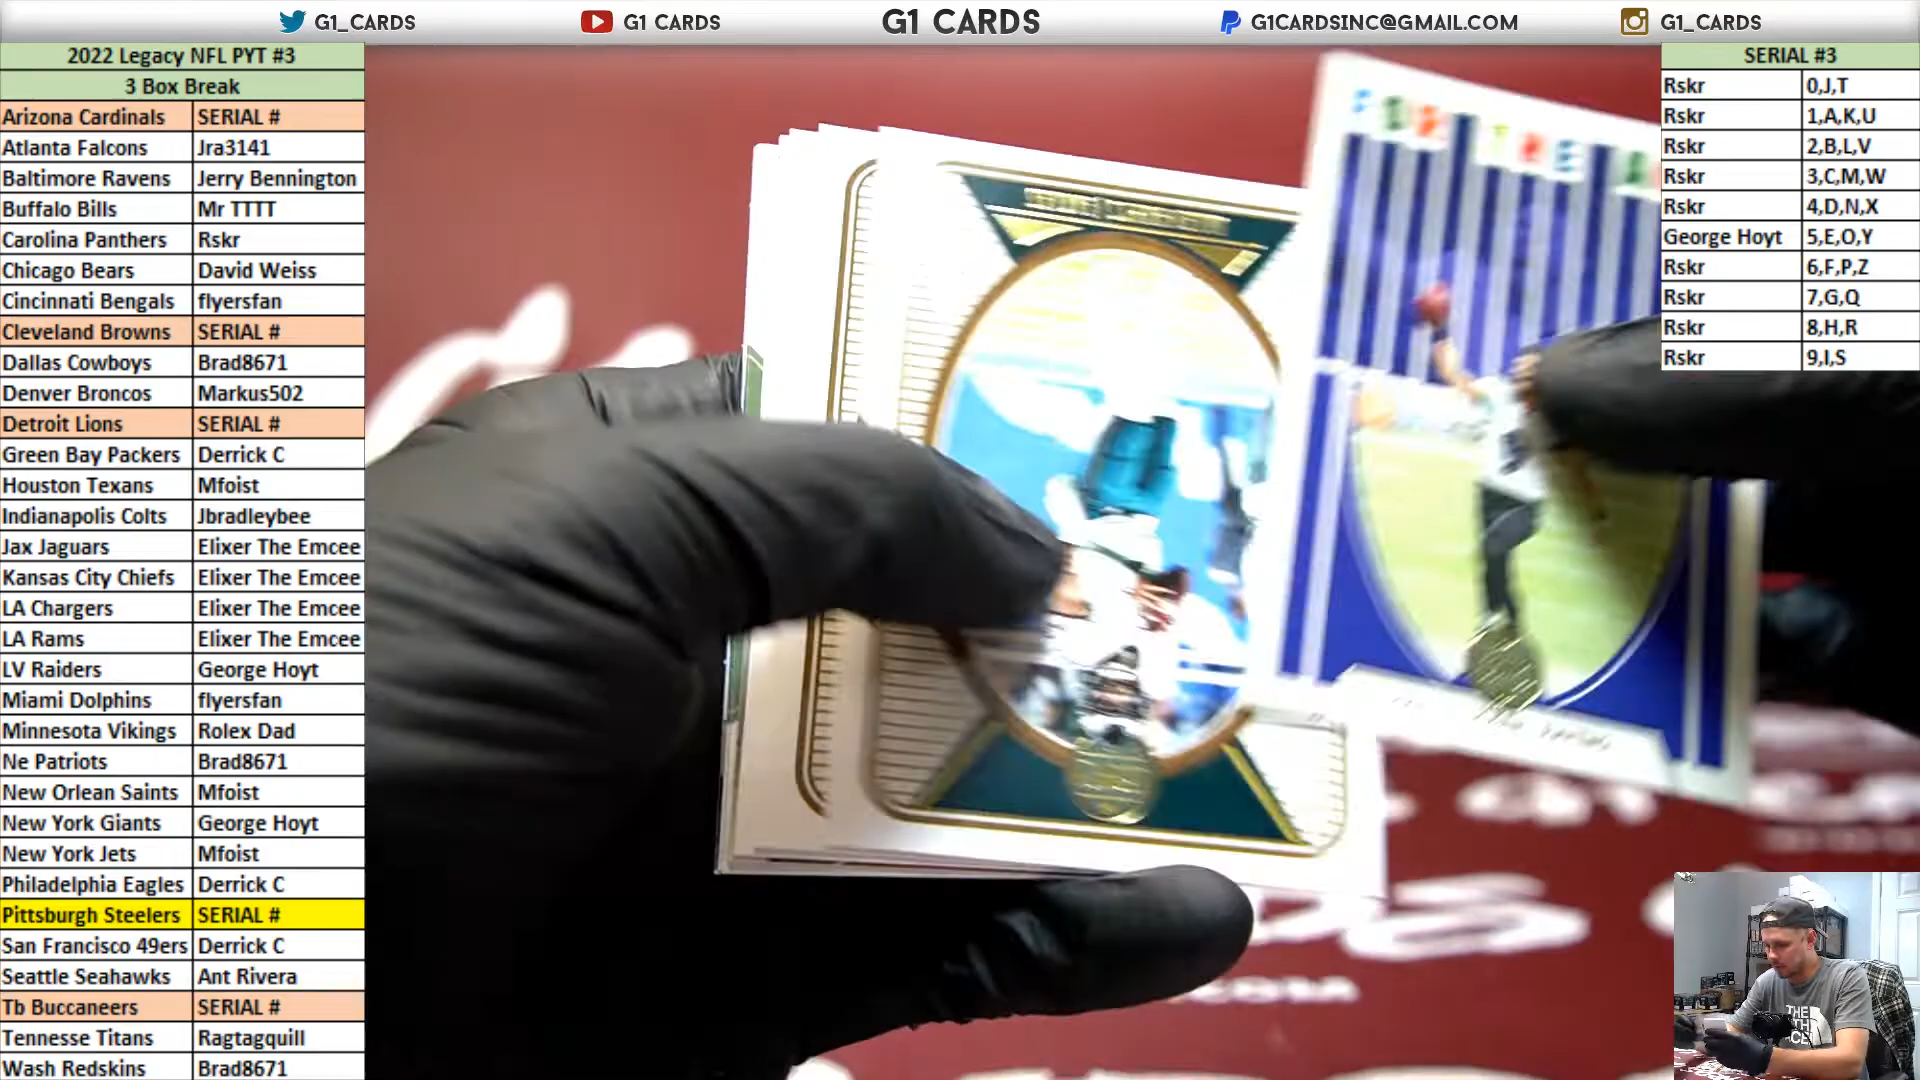 G1_CARDS
G1 CARDS
G1 CARDS
G1CARDSINC@GMAIL.COM
G1_CARDS
2022 Legacy NFL PYT #3
3 Box Break
Arizona Cardinals SERIAL #
Atlanta Falcons Jra3141
Baltimore Ravens Jerry Bennington
Buffalo Bills Mr TTTT
Carolina Panthers Rskr
Chicago Bears David Weiss
Cincinnati Bengals flyersfan
Cleveland Browns SERIAL #
Dallas Cowboys Brad8671
Denver Broncos Markus502
Detroit Lions SERIAL #
Green Bay Packers Derrick C
Houston Texans Mfoist
Indianapolis Colts Jbradleybee
Jax Jaguars Elixer The Emcee
Kansas City Chiefs Elixer The Emcee
LA Chargers Elixer The Emcee
LA Rams Elixer The Emcee
LV Raiders George Hoyt
Miami Dolphins flyersfan
Minnesota Vikings Rolex Dad
Ne Patriots Brad8671
New Orlean Saints Mfoist
New York Giants George Hoyt
New York Jets Mfoist
Philadelphia Eagles Derrick C
Pittsburgh Steelers SERIAL #
San Francisco 49ers Derrick C
Seattle Seahawks Ant Rivera
Tb Buccaneers SERIAL #
Tennesse Titans Ragtagquill
Wash Redskins Brad8671
SERIAL #3
Rskr 0,J,T
Rskr 1,A,K,U
Rskr 2,B,L,V
Rskr 3,C,M,W
Rskr 4,D,N,X
George Hoyt 5,E,O,Y
Rskr 6,F,P,Z
Rskr 7,G,Q
Rskr 8,H,R
Rskr 9,I,S
THE